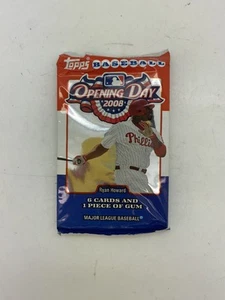 Topps BASEBALL
OPENING DAY
2008
Phillies
Ryan Howard
6 CARDS AND
1 PIECE OF GUM
MAJOR LEAGUE BASEBALL®